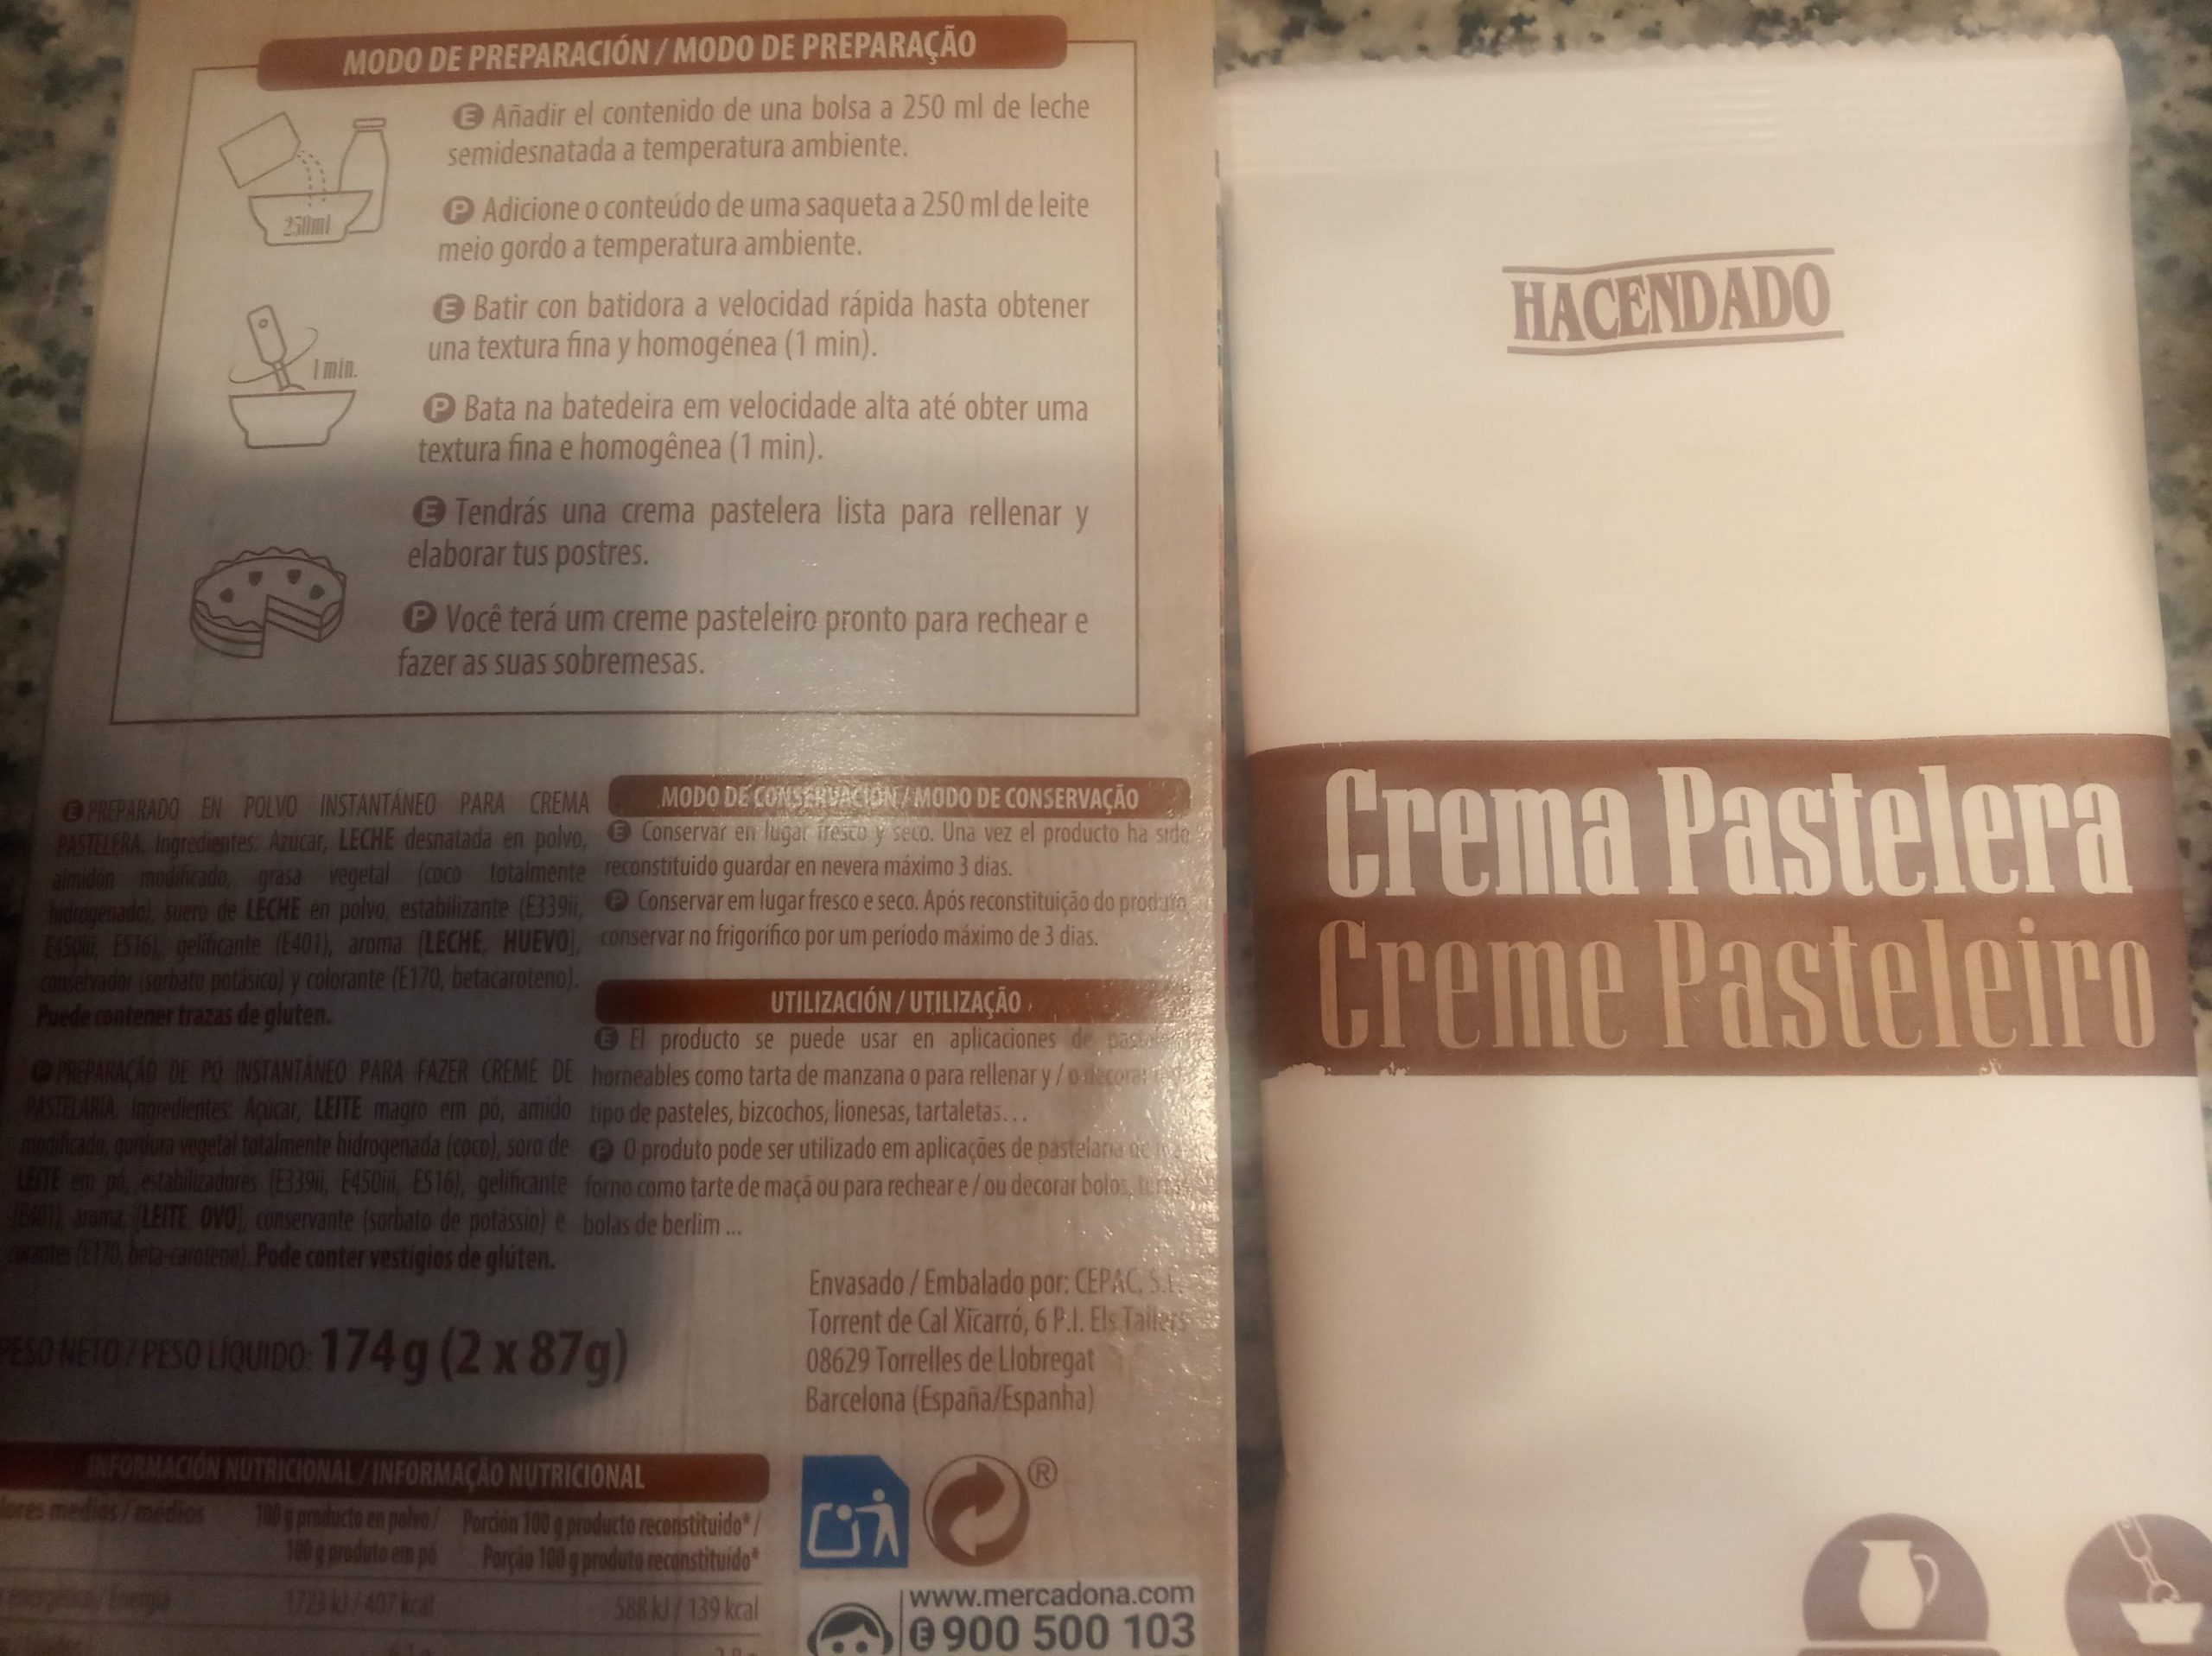 MODO DE PREPARACIÓN / MODO DE PREPARAÇÃO
E Añadir el contenido de una bolsa a 250 ml de leche
semidesnatada a temperatura ambiente.
250ml
P Adicione o conteúdo de uma saqueta a 250 ml de leite
meio gordo a temperatura ambiente.
E Batir con batidora a velocidad rápida hasta obtener
una textura fina y homogénea (1 min).
1 min.
P Bata na batedeira em velocidade alta até obter uma
textura fina e homogênea (1 min).
E Tendrás una crema pastelera lista para rellenar y
elaborar tus postres.
P Você terá um creme pasteleiro pronto para rechear e
fazer as suas sobremesas.
E PREPARADO EN POLVO INSTANTÁNEO PARA CREMA
PASTELERA. Ingredientes: Azúcar, LECHE desnatada en polvo,
almidón modificado, grasa vegetal (coco totalmente
hidrogenado), suero de LECHE en polvo, estabilizante (E339ii,
E450iii, E516), gelificante (E401), aroma (LECHE, HUEVO),
conservador (sorbato potásico) y colorante (E170, betacaroteno).
Puede contener trazas de gluten.
P PREPARAÇÃO DE PÓ INSTANTÂNEO PARA FAZER CREME DE
PASTELARIA. Ingredientes: Açucar, LEITE magro em pó, amido
modificado, gordura vegetal totalmente hidrogenada (coco), soro de
LEITE em pó, estabilizadores (E339ii, E450iii, E516), gelificante
(E401), aroma, (LEITE, OVO), conservante (sorbato de potássio) e
corantes (E170, beta-caroteno). Pode conter vestígios de glúten.
MODO DE CONSERVACIÓN / MODO DE CONSERVAÇÃO
E Conservar en lugar fresco y seco. Una vez el producto ha sido
reconstituido guardar en nevera máximo 3 días.
P Conservar em lugar fresco e seco. Após reconstituição do produto
conservar no frigorífico por um período máximo de 3 dias.
UTILIZACIÓN / UTILIZAÇÃO
E El producto se puede usar en aplicaciones de
horneables como tarta de manzana o para rellenar y / o decorar
tipo de pasteles, bizcochos, lionesas, tartaletas...
P O produto pode ser utilizado em aplicações de pastelaria de
forno como tarte de maçã ou para rechear e / ou decorar bolos,
bolas de berlim ...
PESO NETO / PESO LÍQUIDO: 174 g (2 x 87g)
Envasado / Embalado por: CEPAC, S.L.
Torrent de Cal Xicarró, 6 P.I. Els Tallers
08629 Torrelles de Llobregat
Barcelona (España/Espanha)
INFORMACIÓN NUTRICIONAL / INFORMAÇÃO NUTRICIONAL
medios / médios
100 g producto en polvo /
100 g produto em pó
Porción 100 g producto reconstituido* /
Porção 100 g produto reconstituído*
energético / Energia
1723 kJ / 407 kcal
588 kJ / 139 kcal
®
www.mercadona.com
E 900 500 103
HACENDADO
Crema Pastelera
Creme Pasteleiro